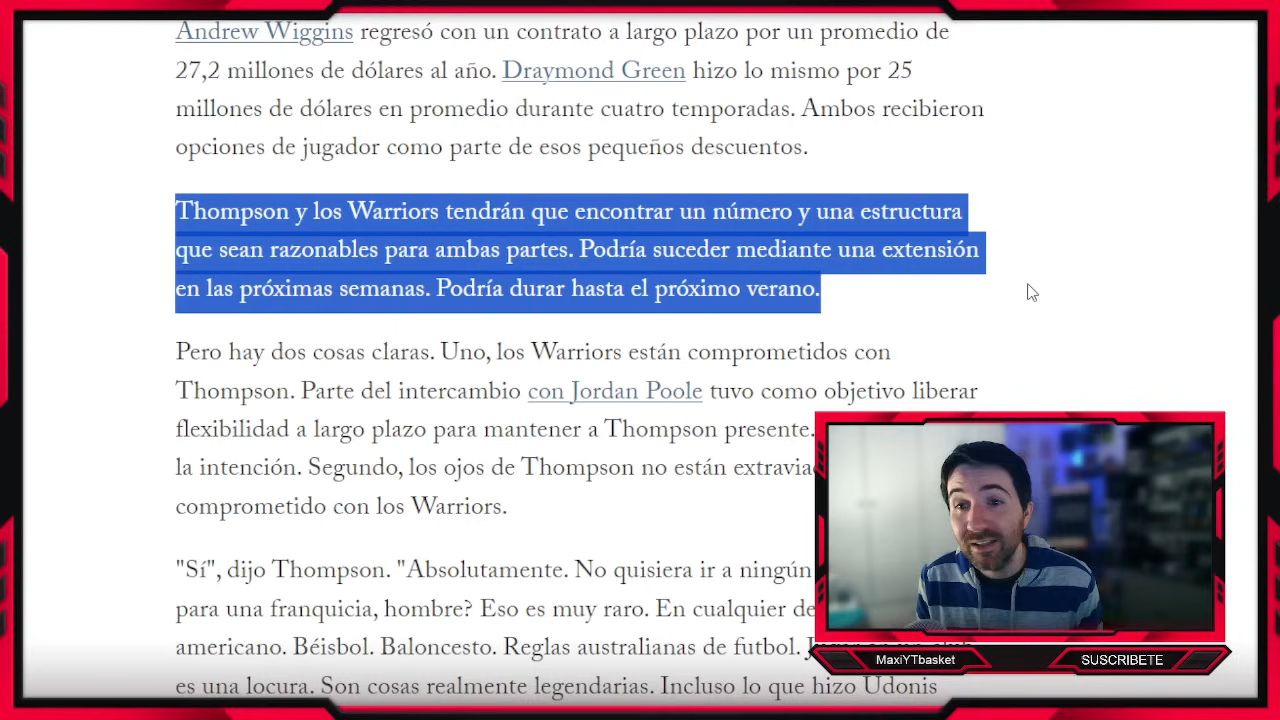 Andrew Wiggins regresó con un contrato a largo plazo por un promedio de
27,2 millones de dólares al año. Draymond Green hizo lo mismo por 25
millones de dólares en promedio durante cuatro temporadas. Ambos recibieron
opciones de jugador como parte de esos pequeños descuentos.
Thompson y los Warriors tendrán que encontrar un número y una estructura
que sean razonables para ambas partes. Podría suceder mediante una extensión
en las próximas semanas. Podría durar hasta el próximo verano.
Pero hay dos cosas claras. Uno, los Warriors están comprometidos con
Thompson. Parte del intercambio con Jordan Poole tuvo como objetivo liberar
flexibilidad a largo plazo para mantener a Thompson presente.
la intención. Segundo, los ojos de Thompson no están
comprometido con los Warriors.
"Sí", dijo Thompson. "Absolutamente. No quisiera ir a ningún
para una franquicia, hombre? Eso es muy raro. En cualquier
americano. Béisbol. Baloncesto. Reglas australianas de futbol.
es una locura. Son cosas realmente legendarias. Incluso lo que hizo Udonis
MaxiYTbasket
SUSCRIBETE